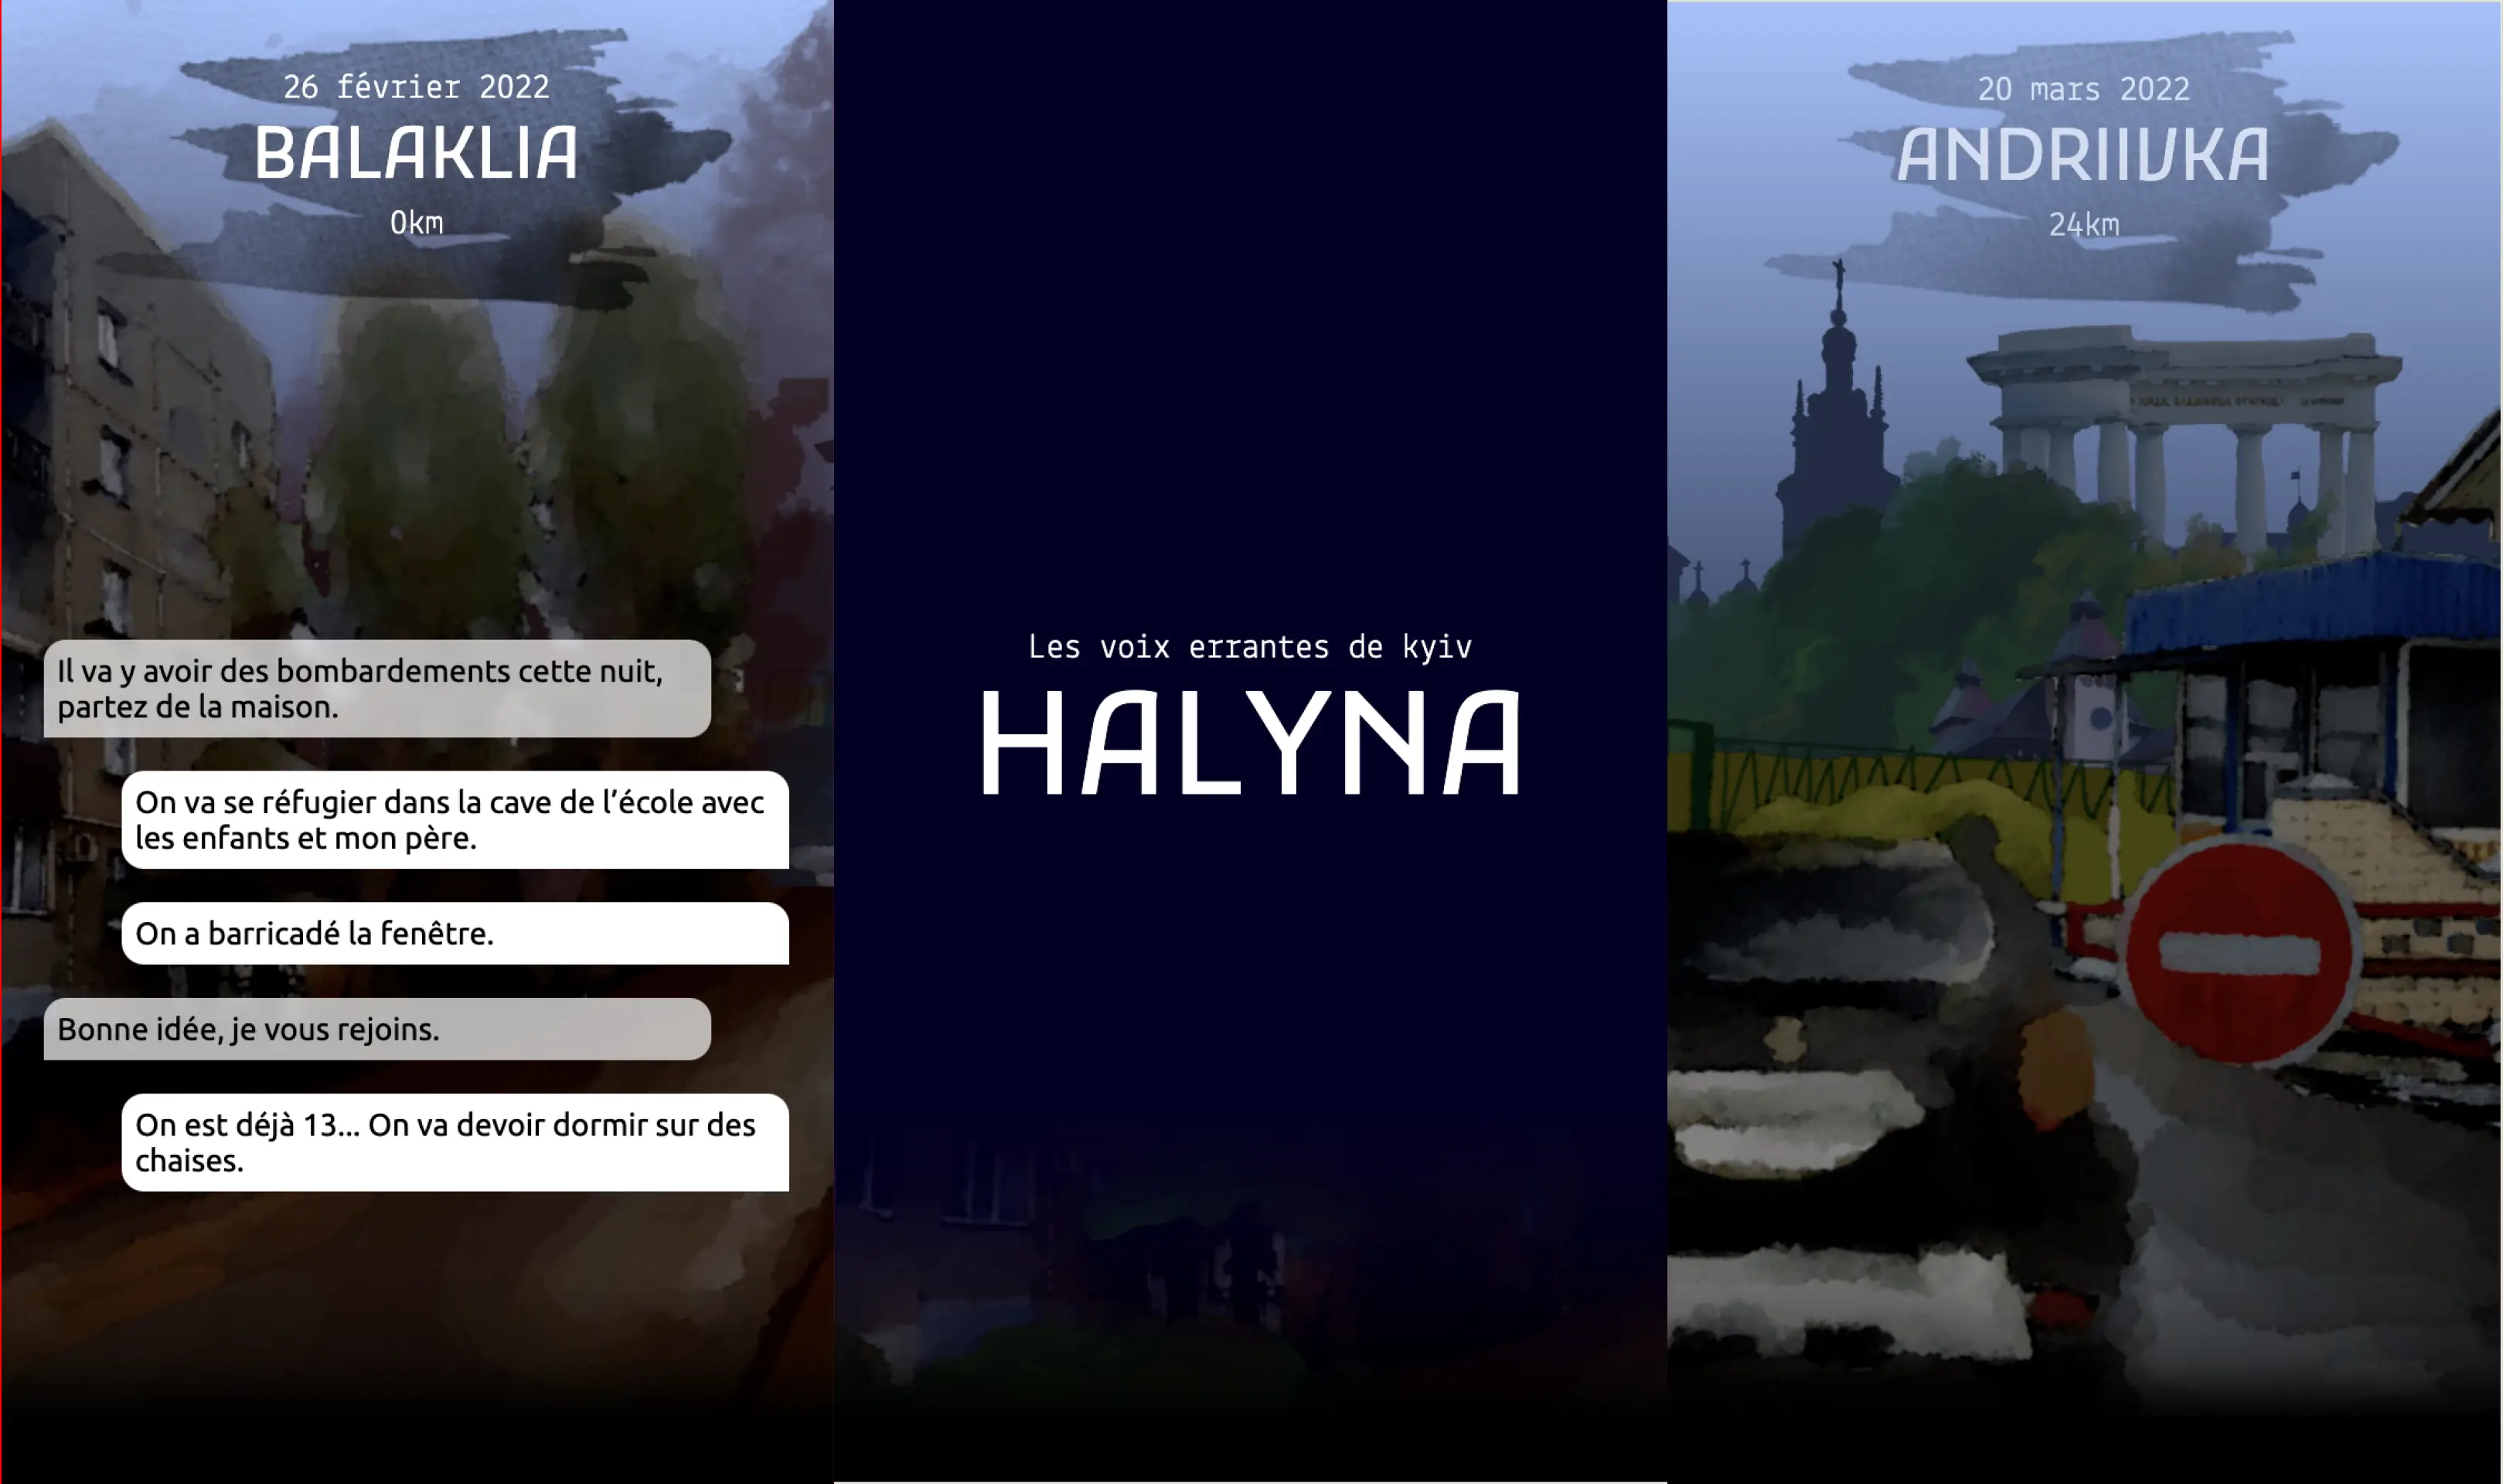 26 février 2022
BALAKLIA
0km
Il va y avoir des bombardements cette nuit,
partez de la maison.
On va se réfugier dans la cave de l’école avec
les enfants et mon père.
On a barricadé la fenêtre.
Bonne idée, je vous rejoins.
On est déjà 13... On va devoir dormir sur des
chaises.
Les voix errantes de kyiv
HALYNA
20 mars 2022
ANDRIIVKA
24km